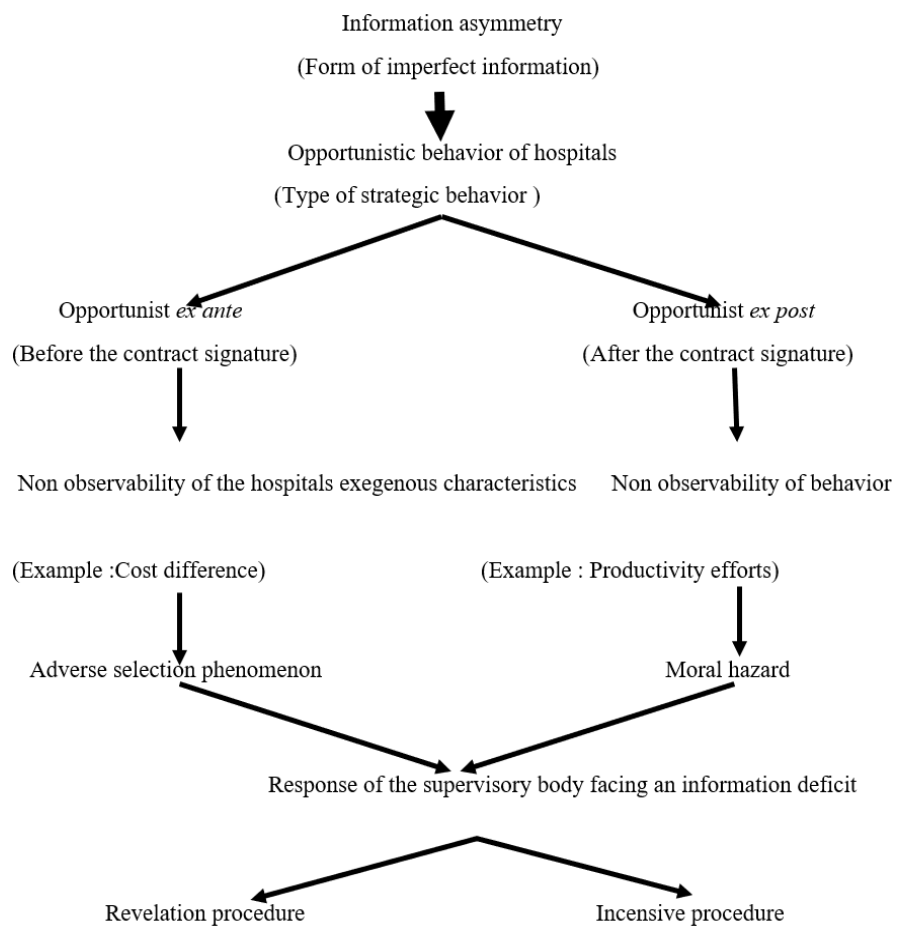 Information asymmetry
(Form of imperfect information)
Opportunistic behavior of hospitals
(Type of strategic behavior )
Opportunist ex ante
Opportunist ex post
(Before the contract signature)
(After the contract signature)
Non observability of the hospitals exegenous characteristics
Non observability of behavior
(Example :Cost difference)
(Example : Productivity efforts)
Adverse selection phenomenon
Moral hazard
Response of the supervisory body facing an information deficit
Revelation procedure
Incensive procedure